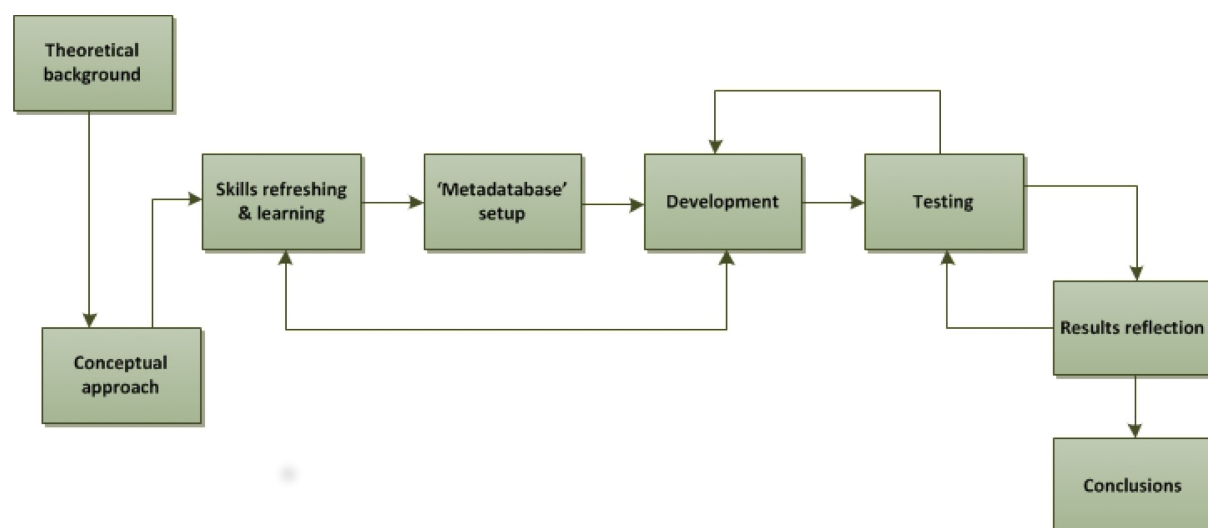 Theoretical
background
Skills refreshing
& learning
‘Metadatabase’
setup
Development
Testing
Conceptual
approach
Results reflection
Conclusions